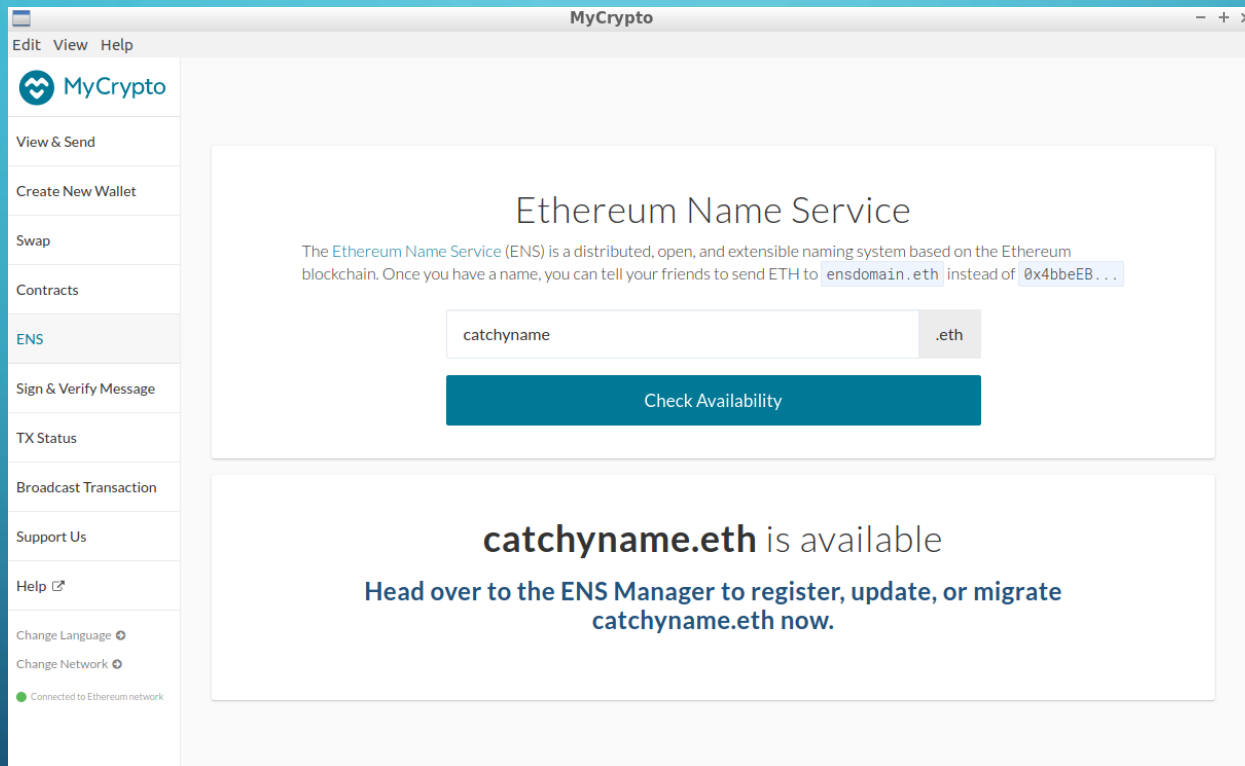 MyCrypto
Edit View Help
MyCrypto
View & Send
Create New Wallet
Swap
Contracts
ENS
Sign & Verify Message
TX Status
Broadcast Transaction
Support Us
Help
Change Language
Change Network
Connected to Ethereum network
Ethereum Name Service
The Ethereum Name Service (ENS) is a distributed, open, and extensible naming system based on the Ethereum
blockchain. Once you have a name, you can tell your friends to send ETH to ensdomain.eth instead of 0x4bbeEB...
catchyname .eth
Check Availability
catchyname.eth is available
Head over to the ENS Manager to register, update, or migrate
catchyname.eth now.